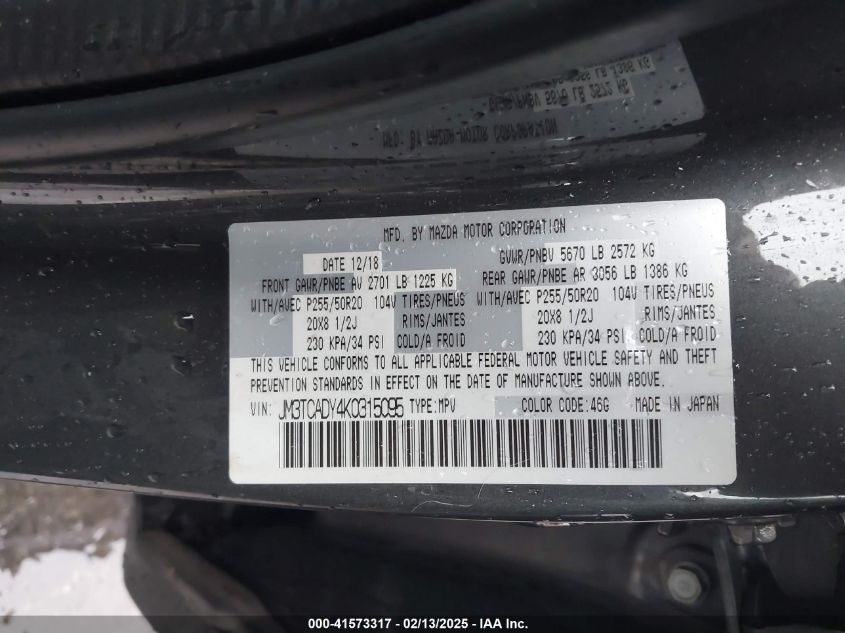 MFD. BY MAZDA MOTOR CORPORATION
DATE 12/18 GVWR/PNBV 5670 LB 2572 KG
FRONT GAWR/PNBE AV 2701 LB 1225 KG REAR GAWR/PNBE AR 3056 LB 1386 KG
WITH/AVEC P255/50R20 104V TIRES/PNEUS WITH/AVEC P255/50R20 104V TIRES/PNEUS
20X8 1/2J RIMS/JANTES 20X8 1/2J RIMS/JANTES
230 KPA/34 PSI COLD/A FROID 230 KPA/34 PSI COLD/A FROID
THIS VEHICLE CONFORMS TO ALL APPLICABLE FEDERAL MOTOR VEHICLE SAFETY AND THEFT
PREVENTION STANDARDS IN EFFECT ON THE DATE OF MANUFACTURE SHOWN ABOVE.
VIN: JM3TCADY4K0315095 TYPE:MPV COLOR CODE:46G MADE IN JAPAN
000-41573317 - 02/13/2025 - IAA Inc.